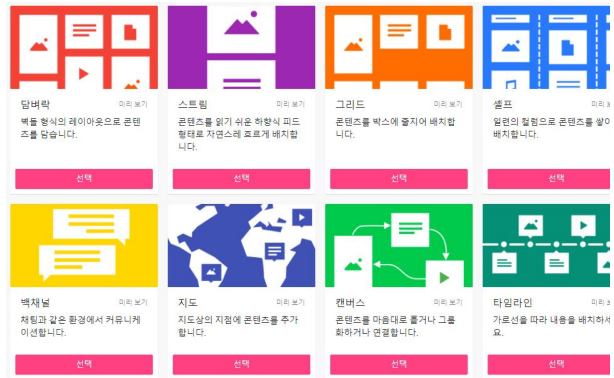 담벼락 미리 보기
벽돌 형식의 레이아웃으로 콘텐
츠를 담습니다.
선택
스트림 미리 보기
콘텐츠를 읽기 쉬운 하향식 피드
형태로 자연스레 흐르게 배치합
니다.
선택
그리드 미리 보기
콘텐츠를 박스에 줄지어 배치합
니다.
선택
셸프 미리 보
일련의 컬럼으로 콘텐츠를 쌓아
배치합니다.
선택
백채널 미리 보기
채팅과 같은 환경에서 커뮤니케
이션합니다.
선택
지도 미리 보기
지도상의 지점에 콘텐츠를 추가
합니다.
선택
캔버스 미리 보기
콘텐츠를 마음대로 흩거나 그룹
화하거나 연결합니다.
선택
타임라인 미리 보
가로선을 따라 내용을 배치하세
요.
선택